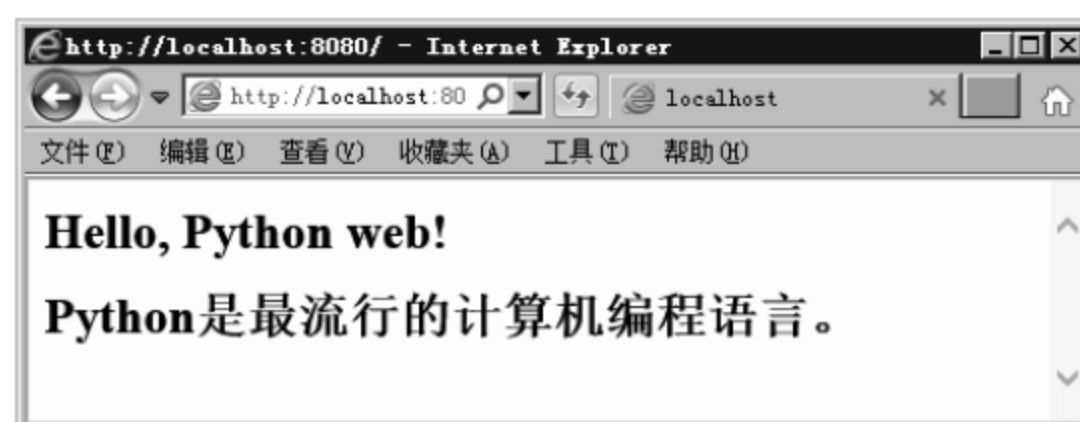 http://localhost:8080/ - Internet Explorer
http://localhost:80 localhost
文件(F) 编辑(E) 查看(V) 收藏夹(A) 工具(T) 帮助(H)
Hello, Python web!
Python是最流行的计算机编程语言。